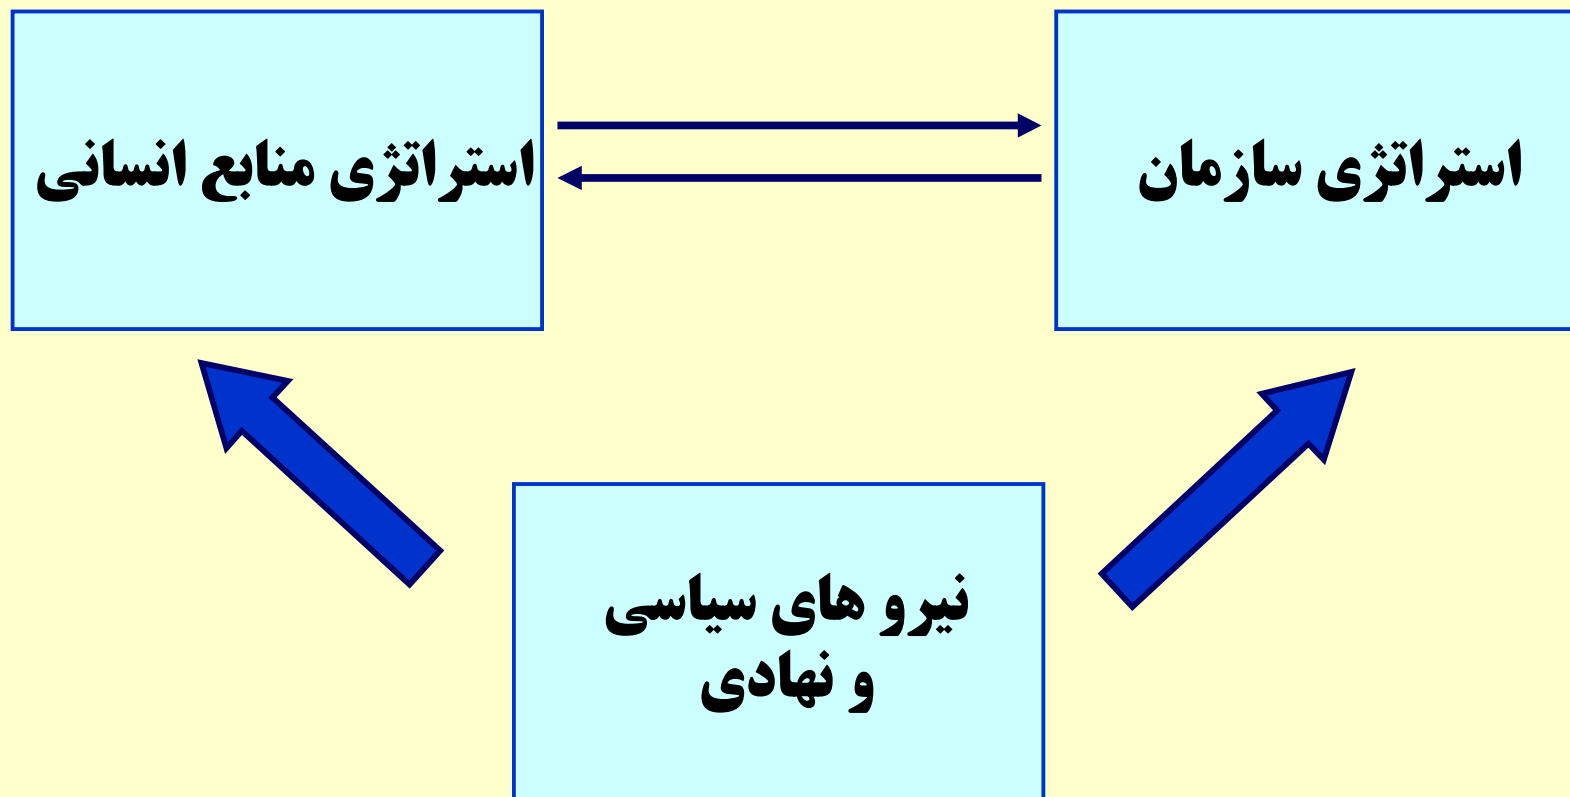 استراتژی سازمان
استراتژی منابع انسانی
نیرو های سیاسی
و نهادی